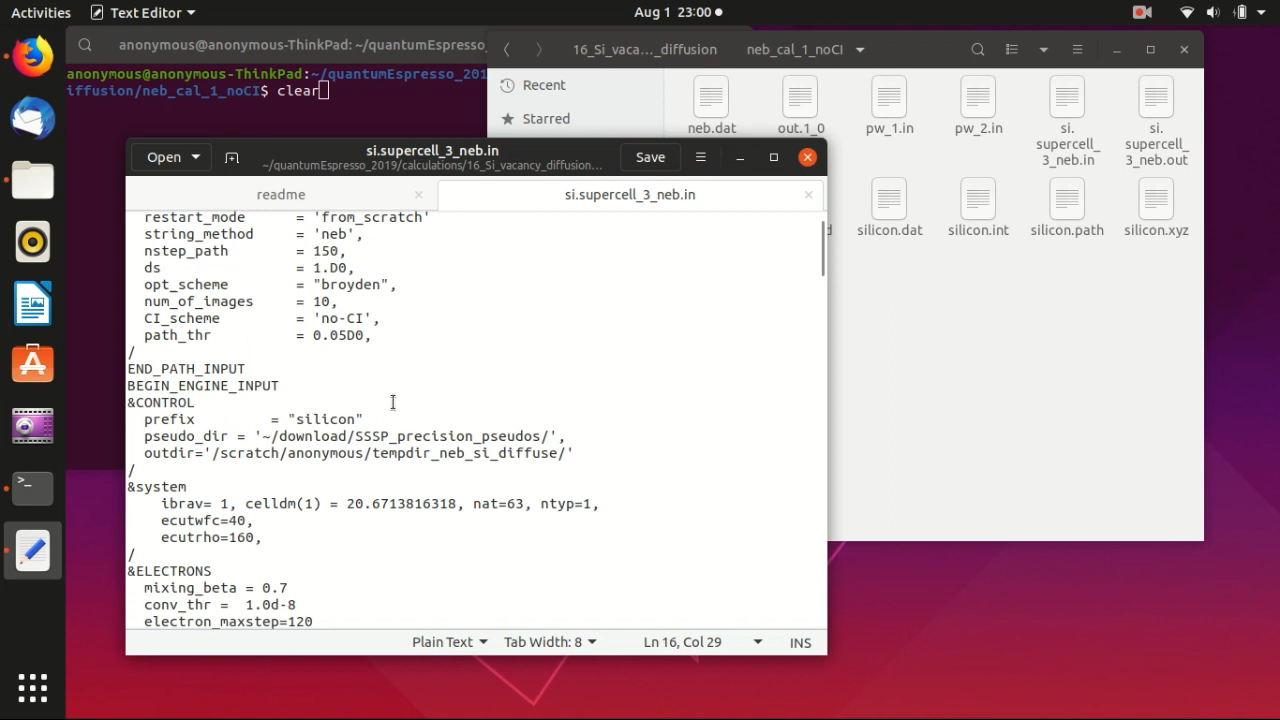 Activities
Text Editor
Aug 1 23:00
anonymous@anonymous-ThinkPad: ~/quantumEspresso_
anonymous@anonymous-ThinkPad:~/quantumEspresso_201
iffusion/neb_cal_1_noCI$ clear
16_Si_vaca…_diffusion
neb_cal_1_noCI
Recent
Starred
neb.dat
out.1_0
pw_1.in
pw_2.in
si.
supercell_
3_neb.in
si.
supercell_
3_neb.out
d
silicon.dat
silicon.int
silicon.path
silicon.xyz
Open
si.supercell_3_neb.in
~/quantumEspresso_2019/calculations/16_Si_vacancy_diffusion…
Save
readme
si.supercell_3_neb.in
restart_mode = 'from_scratch'
string_method = 'neb',
nstep_path = 150,
ds = 1.D0,
opt_scheme = "broyden",
num_of_images = 10,
CI_scheme = 'no-CI',
path_thr = 0.05D0,
/
END_PATH_INPUT
BEGIN_ENGINE_INPUT
&CONTROL
prefix = "silicon"
pseudo_dir = '~/download/SSSP_precision_pseudos/',
outdir='/scratch/anonymous/tempdir_neb_si_diffuse/'
/
&system
ibrav= 1, celldm(1) = 20.6713816318, nat=63, ntyp=1,
ecutwfc=40,
ecutrho=160,
/
&ELECTRONS
mixing_beta = 0.7
conv_thr = 1.0d-8
electron_maxstep=120
Plain Text
Tab Width: 8
Ln 16, Col 29
INS